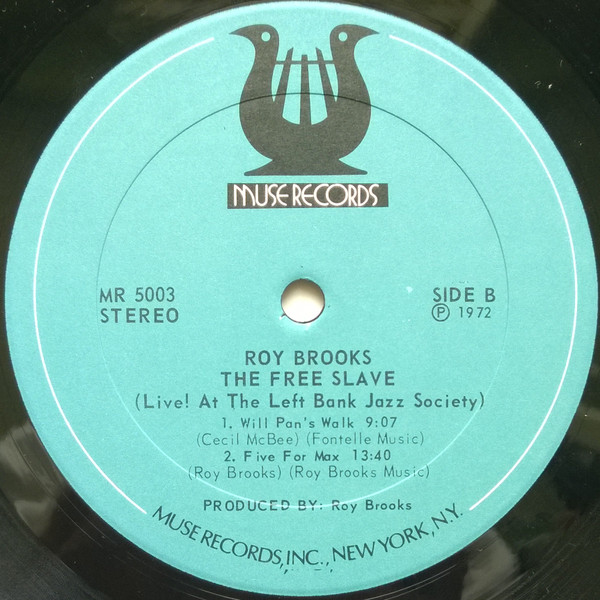 MUSE RECORDS
MR 5003
STEREO
SIDE B
℗ 1972
ROY BROOKS
THE FREE SLAVE
(Live! At The Left Bank Jazz Society)
1. Will Pan's Walk 9:07
(Cecil McBee) (Fontelle Music)
2. Five For Max 13:40
(Roy Brooks) (Roy Brooks Music)
PRODUCED BY: Roy Brooks
MUSE RECORDS, INC., NEW YORK, N.Y.